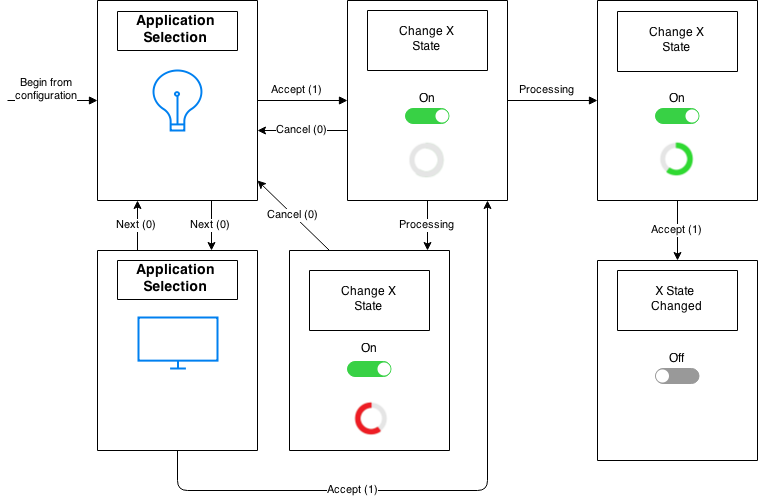 Application
Selection
Change X
State
Change X
State
Begin from
_configuration
Accept (1)
Processing
On
On
Cancel (0)
Cancel (0)
Next (0)
Next (0)
Processing
Accept (1)
Application
Selection
Change X
State
X State
Changed
On
Off
Accept (1)